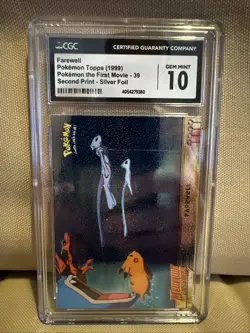 CGC
CERTIFIED GUARANTY COMPANY
Farewell
Pokémon Topps (1999)
Pokémon the First Movie - 39
Second Print - Silver Foil
4054279380
GEM MINT
10
Pokémon
FAREWELL